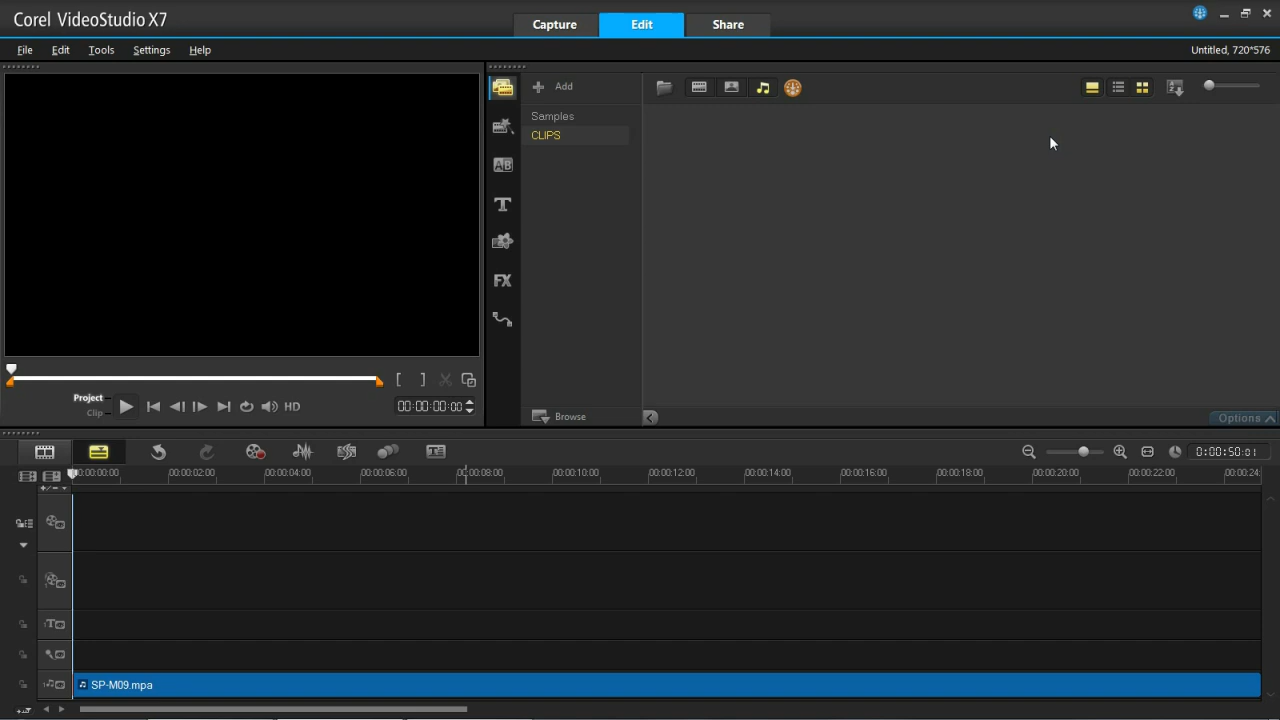 Corel VideoStudio X7
Capture
Edit
Share
File Edit Tools Settings Help
Untitled, 720*576
Add
Samples
CLIPS
AB
T
FX
Browse
Options
Project
Clip
HD
00:00:00:00
0:00:50:01
00:00:00:00 00:00:02:00 00:00:04:00 00:00:06:00 00:00:08:00 00:00:10:00 00:00:12:00 00:00:14:00 00:00:16:00 00:00:18:00 00:00:20:00 00:00:22:00 00:00:24:
SP-M09.mpa